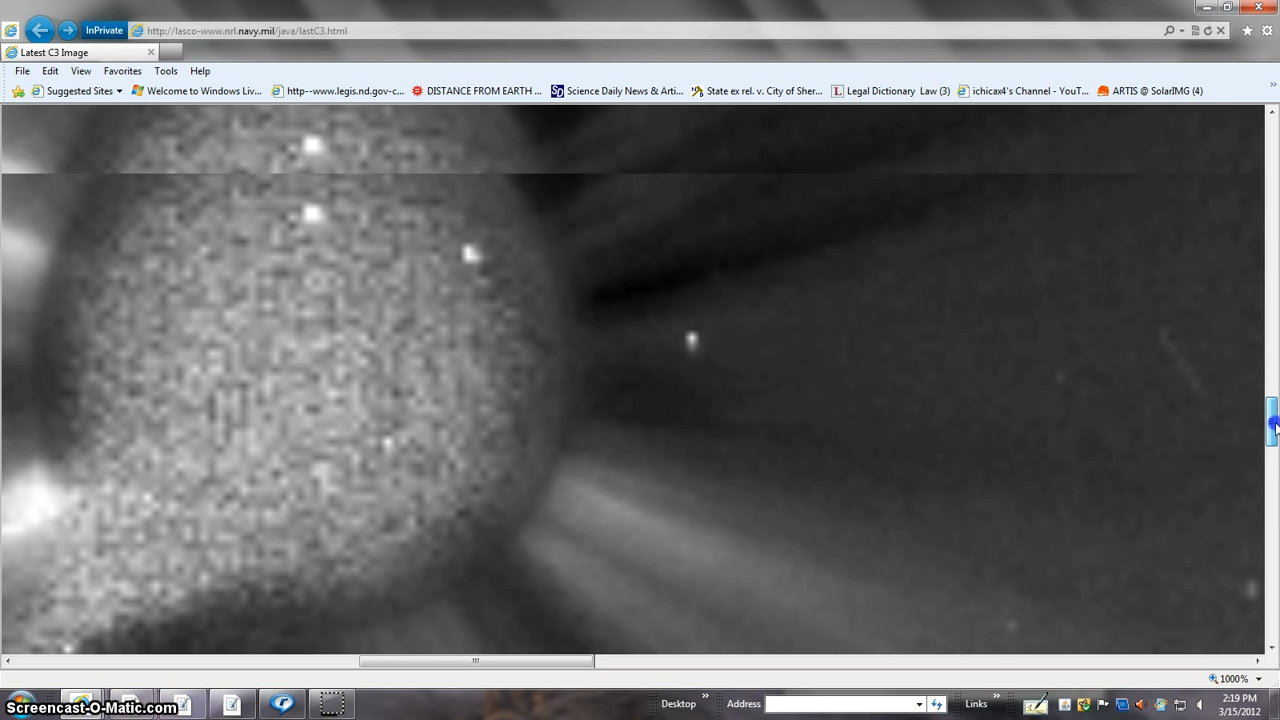 InPrivate
http://lasco-www.nrl.navy.mil/java/lastC3.html
Latest C3 Image
File Edit View Favorites Tools Help
Suggested Sites Welcome to Windows Liv... http--www.legis.nd.gov-c... DISTANCE FROM EARTH ... Science Daily News & Arti... State ex rel. v. City of Sher... Legal Dictionary Law (3) ichicax4's Channel - YouT... ARTIS @ SolarIMG (4)
1000%
Desktop Address Links
2:19 PM
3/15/2012
Screencast-O-Matic.com